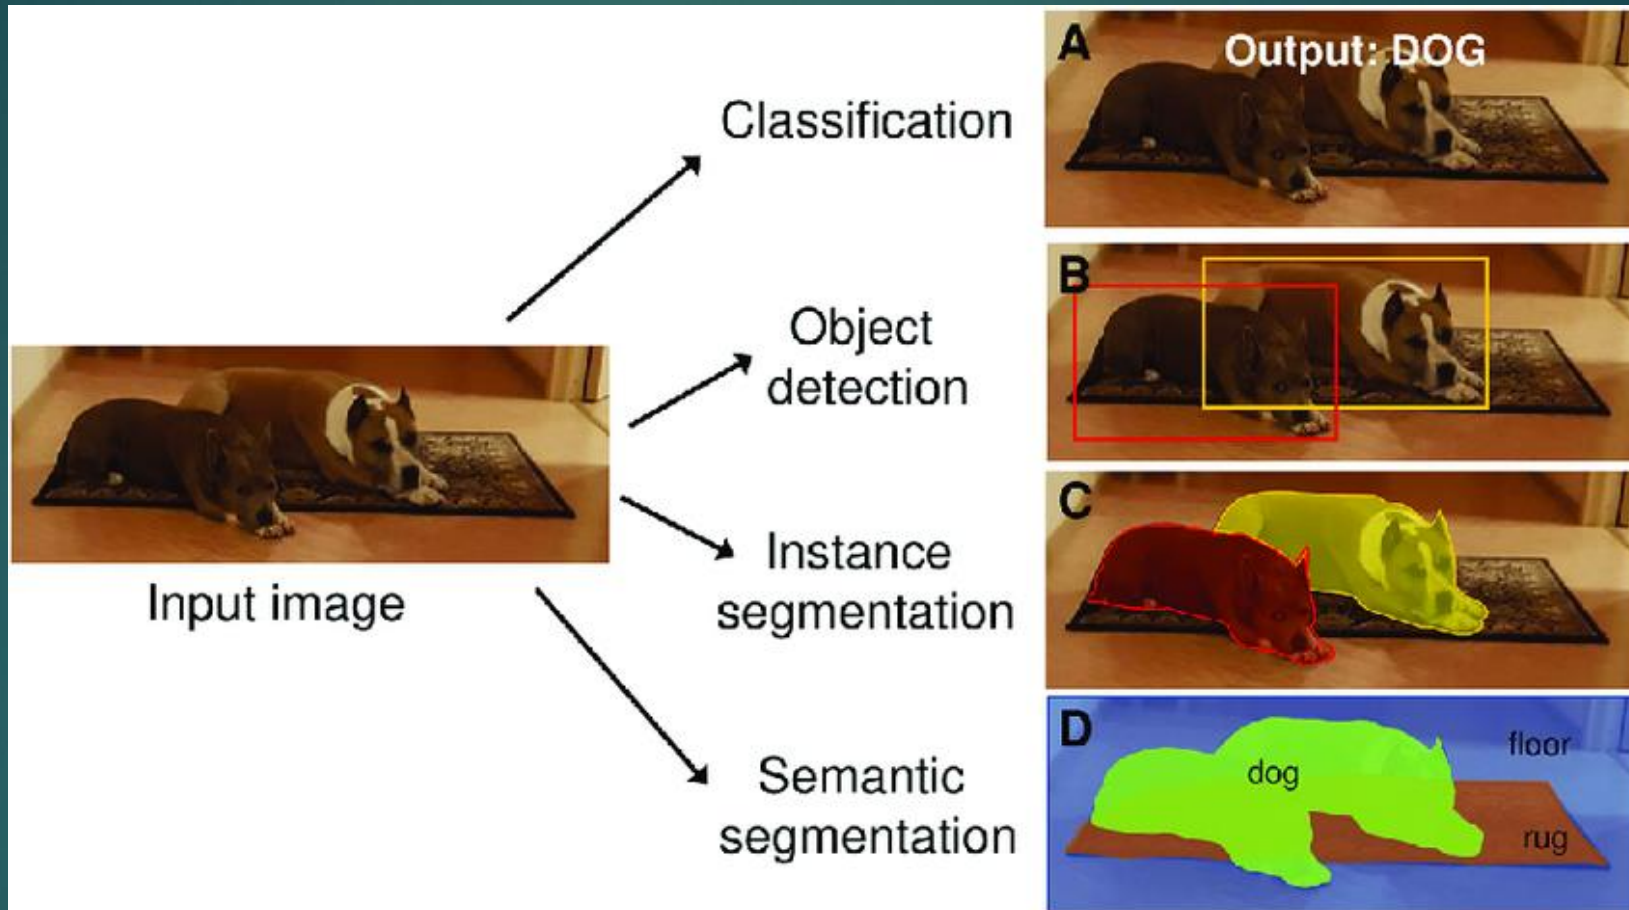 Input image
Classification
Object
detection
Instance
segmentation
Semantic
segmentation
A
Output: DOG
B
C
D
floor
dog
rug